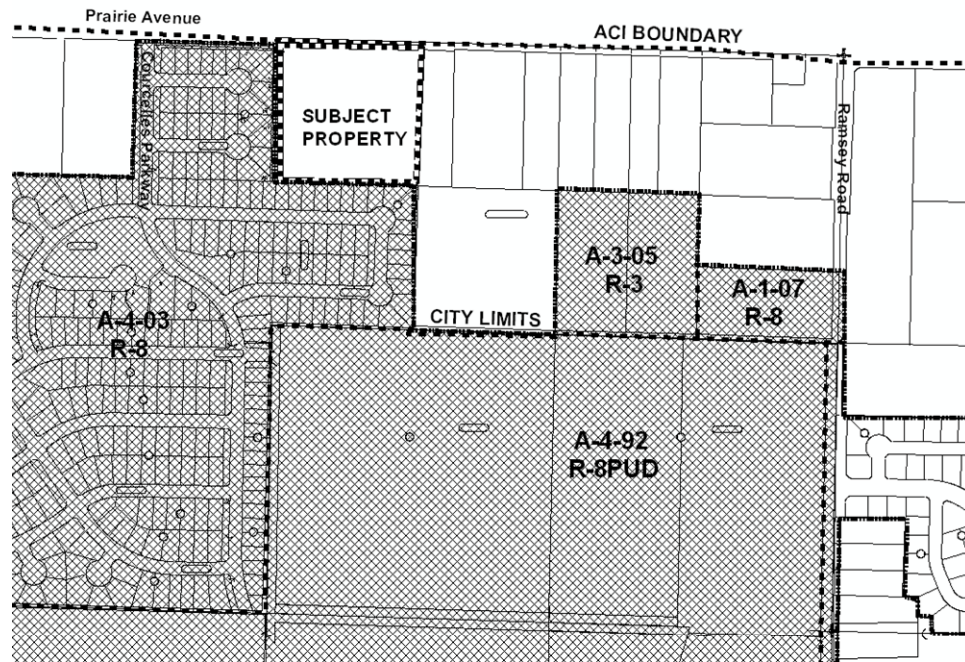 Prairie Avenue
ACI BOUNDARY
Courcelles Parkway
SUBJECT
PROPERTY
Ramsey Road
A-3-05
R-3
A-1-07
R-8
CITY LIMITS
A-4-03
R-8
A-4-92
R-8PUD